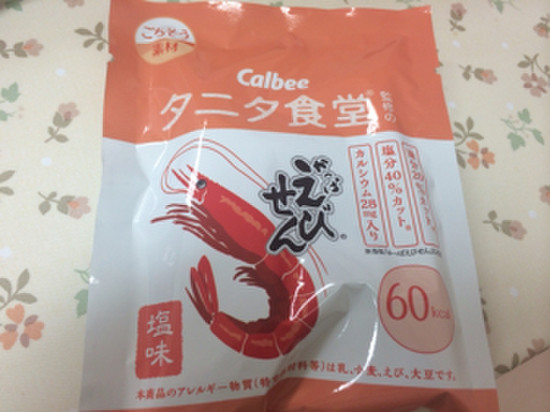 ごちそう
素材
Calbee
タニタ食堂®
監修の
えびせん®
塩分40%カット
カルシウム28mg入り
60kcal
塩味
本商品のアレルギー物質(特定原材料等)は乳、小麦、えび、大豆です。